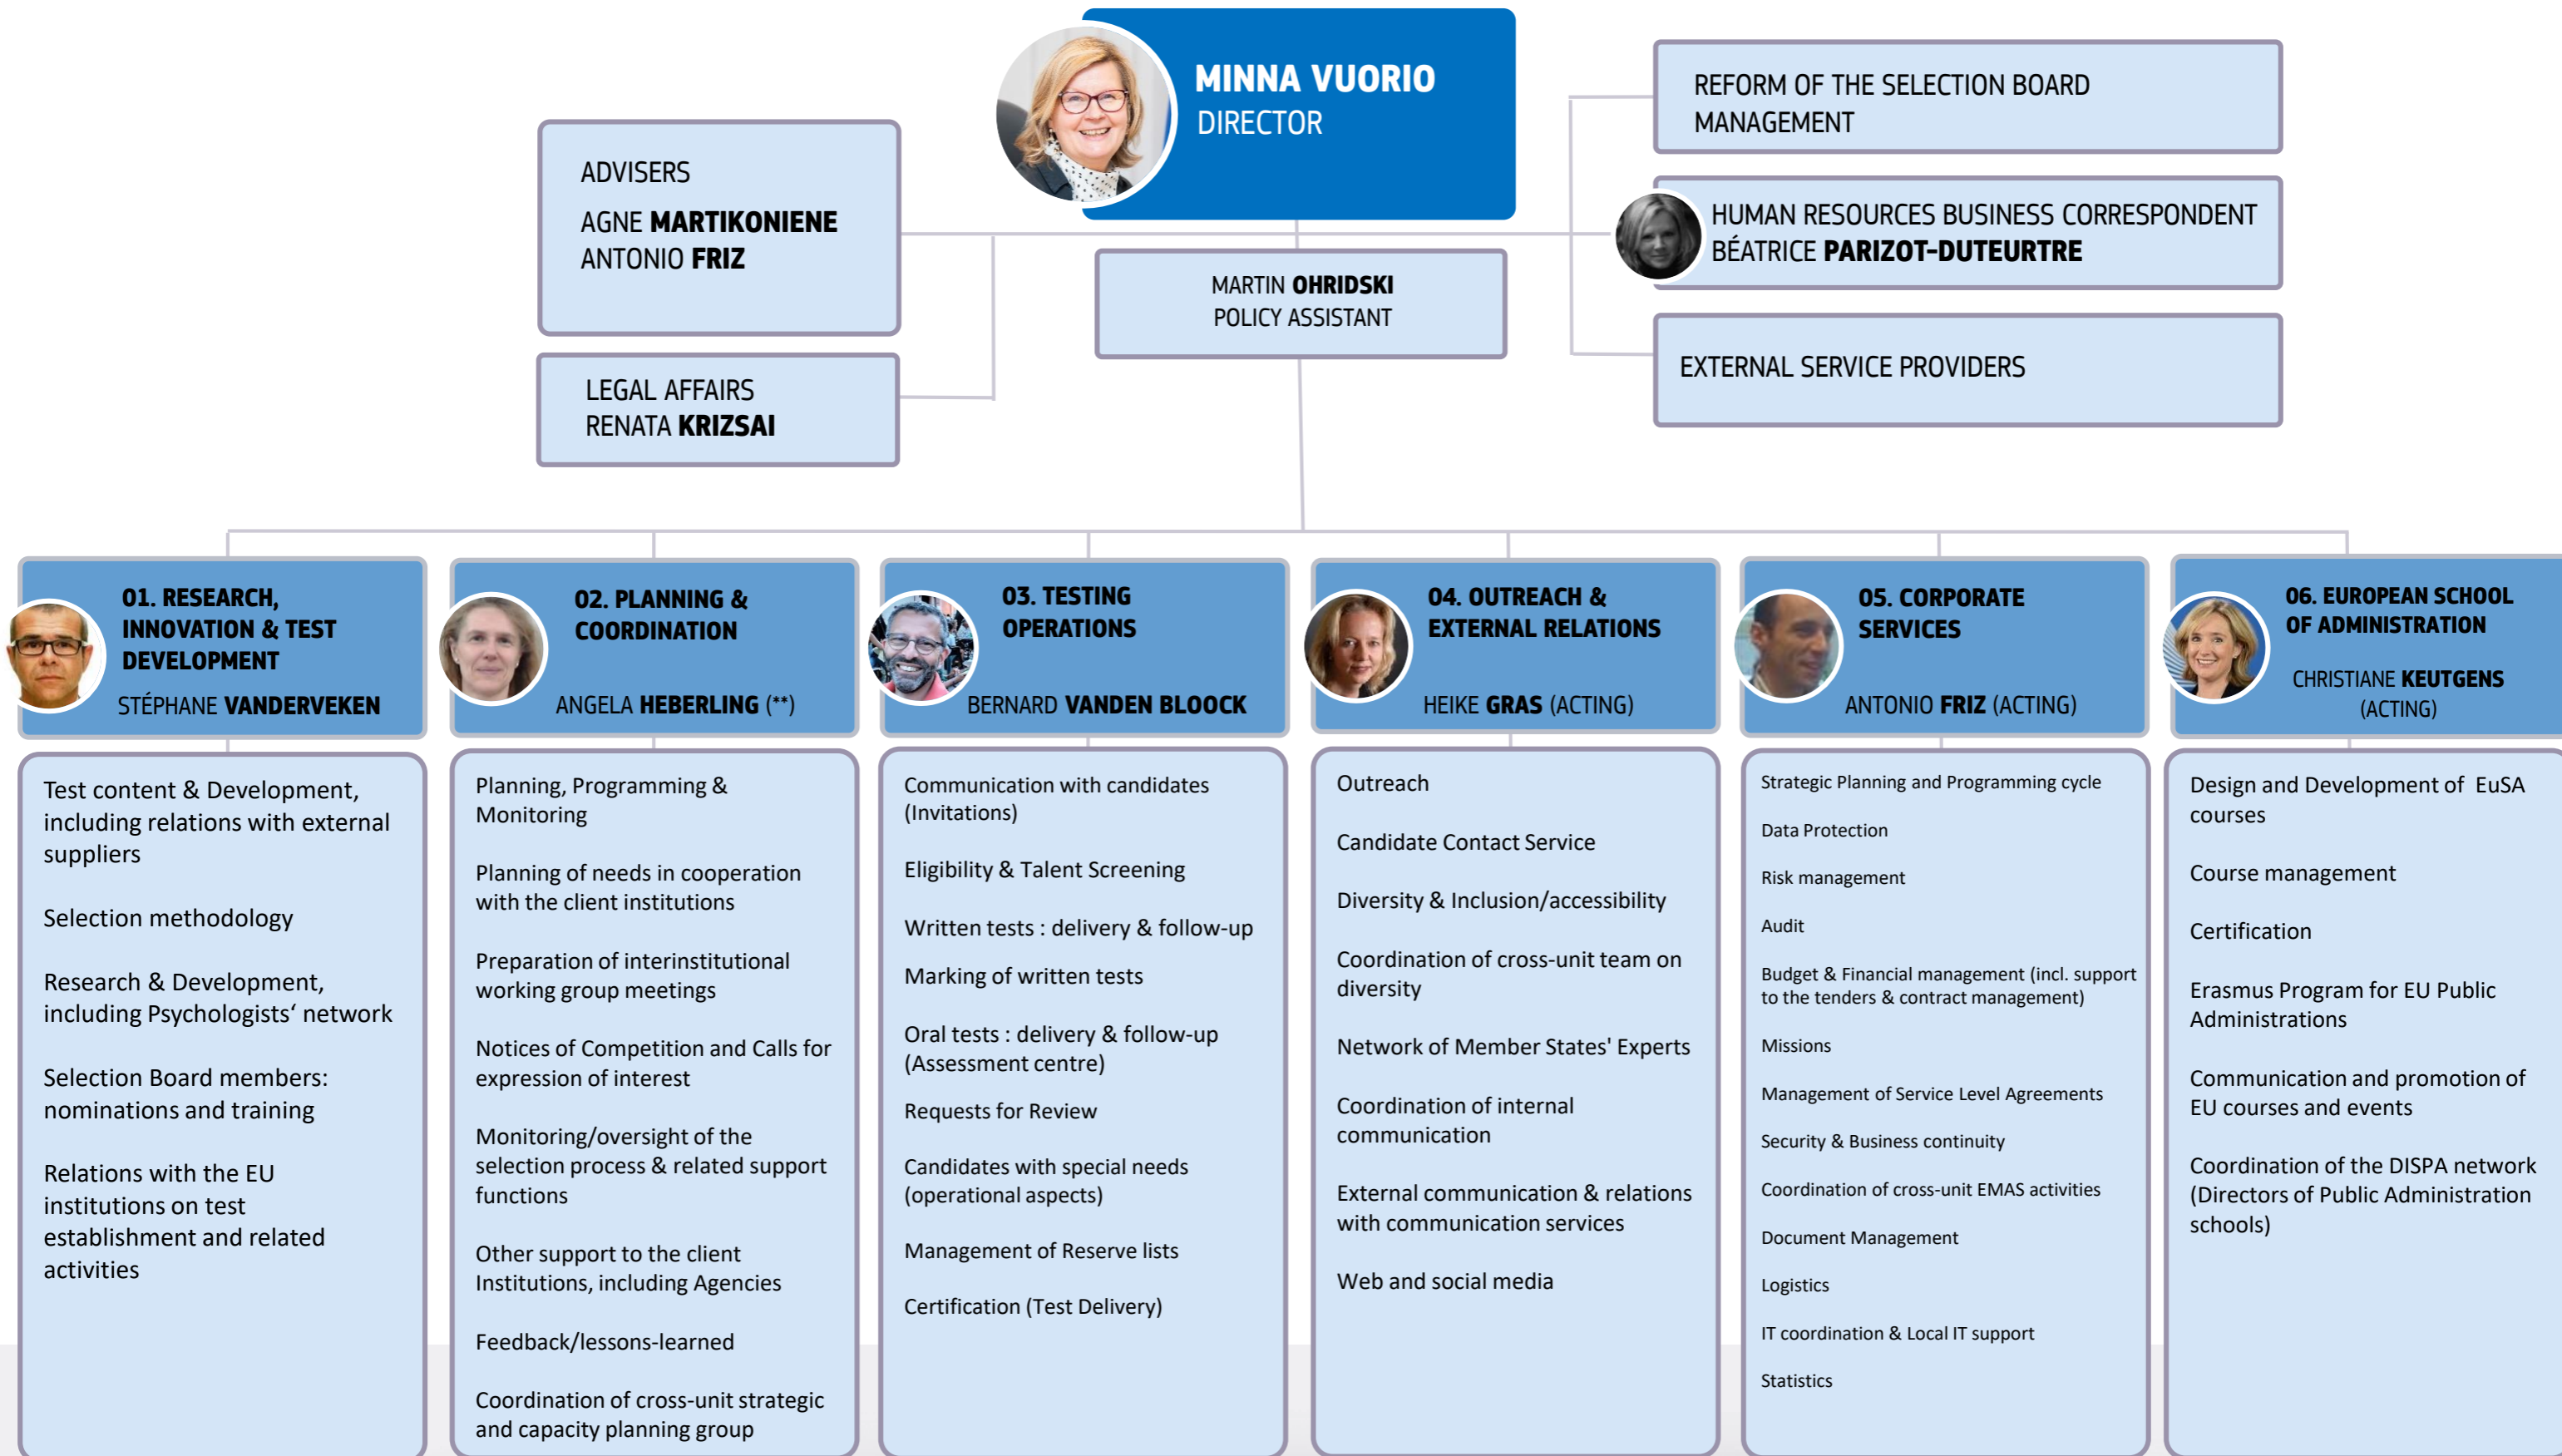 MINNA VUORIO
DIRECTOR
ADVISERS
AGNE MARTIKONIENE
ANTONIO FRIZ
LEGAL AFFAIRS
RENATA KRIZSAI
MARTIN OHRIDSKI
POLICY ASSISTANT
REFORM OF THE SELECTION BOARD
MANAGEMENT
HUMAN RESOURCES BUSINESS CORRESPONDENT
BÉATRICE PARIZOT-DUTEURTRE
EXTERNAL SERVICE PROVIDERS
01. RESEARCH,
INNOVATION & TEST
DEVELOPMENT
STÉPHANE VANDERVEKEN
Test content & Development,
including relations with external
suppliers
Selection methodology
Research & Development,
including Psychologists‘ network
Selection Board members:
nominations and training
Relations with the EU
institutions on test
establishment and related
activities
02. PLANNING &
COORDINATION
ANGELA HEBERLING (**)
Planning, Programming &
Monitoring
Planning of needs in cooperation
with the client institutions
Preparation of interinstitutional
working group meetings
Notices of Competition and Calls for
expression of interest
Monitoring/oversight of the
selection process & related support
functions
Other support to the client
Institutions, including Agencies
Feedback/lessons-learned
Coordination of cross-unit strategic
and capacity planning group
03. TESTING
OPERATIONS
BERNARD VANDEN BLOOCK
Communication with candidates
(Invitations)
Eligibility & Talent Screening
Written tests : delivery & follow-up
Marking of written tests
Oral tests : delivery & follow-up
(Assessment centre)
Requests for Review
Candidates with special needs
(operational aspects)
Management of Reserve lists
Certification (Test Delivery)
04. OUTREACH &
EXTERNAL RELATIONS
HEIKE GRAS (ACTING)
Outreach
Candidate Contact Service
Diversity & Inclusion/accessibility
Coordination of cross-unit team on
diversity
Network of Member States' Experts
Coordination of internal
communication
External communication & relations
with communication services
Web and social media
05. CORPORATE
SERVICES
ANTONIO FRIZ (ACTING)
Strategic Planning and Programming cycle
Data Protection
Risk management
Audit
Budget & Financial management (incl. support
to the tenders & contract management)
Missions
Management of Service Level Agreements
Security & Business continuity
Coordination of cross-unit EMAS activities
Document Management
Logistics
IT coordination & Local IT support
Statistics
06. EUROPEAN SCHOOL
OF ADMINISTRATION
CHRISTIANE KEUTGENS
(ACTING)
Design and Development of EuSA
courses
Course management
Certification
Erasmus Program for EU Public
Administrations
Communication and promotion of
EU courses and events
Coordination of the DISPA network
(Directors of Public Administration
schools)